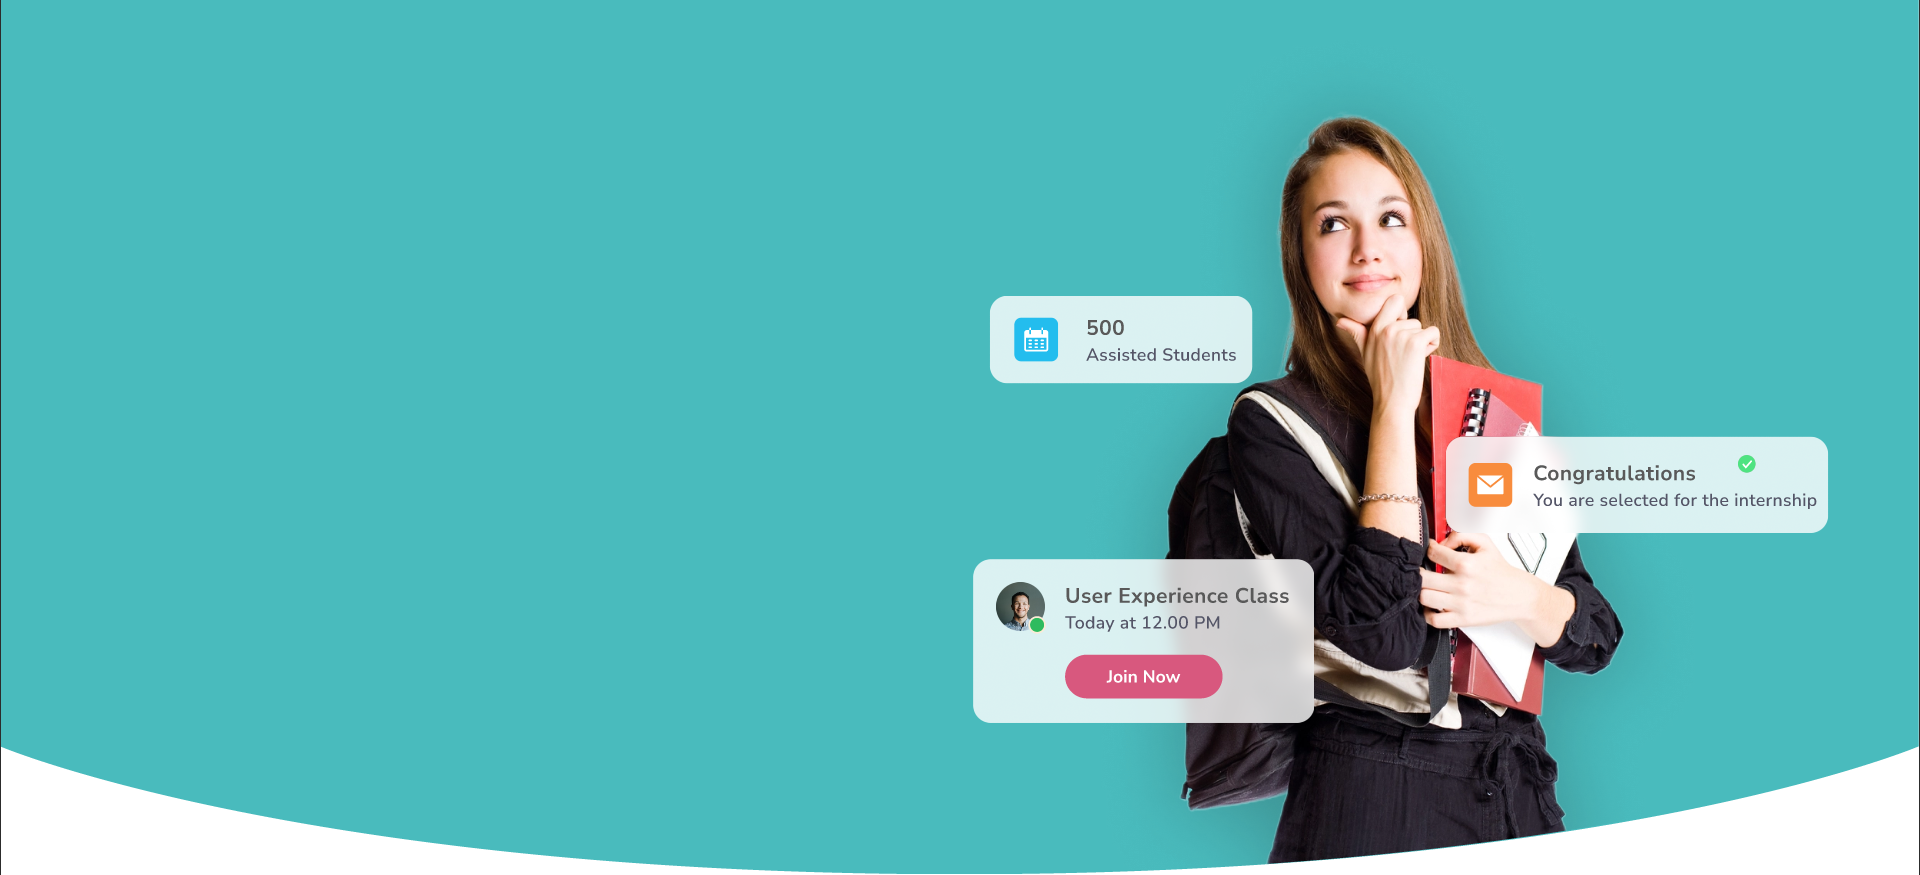 500
Assisted Students
Congratulations
You are selected for the internship
User Experience Class
Today at 12.00 PM
Join Now